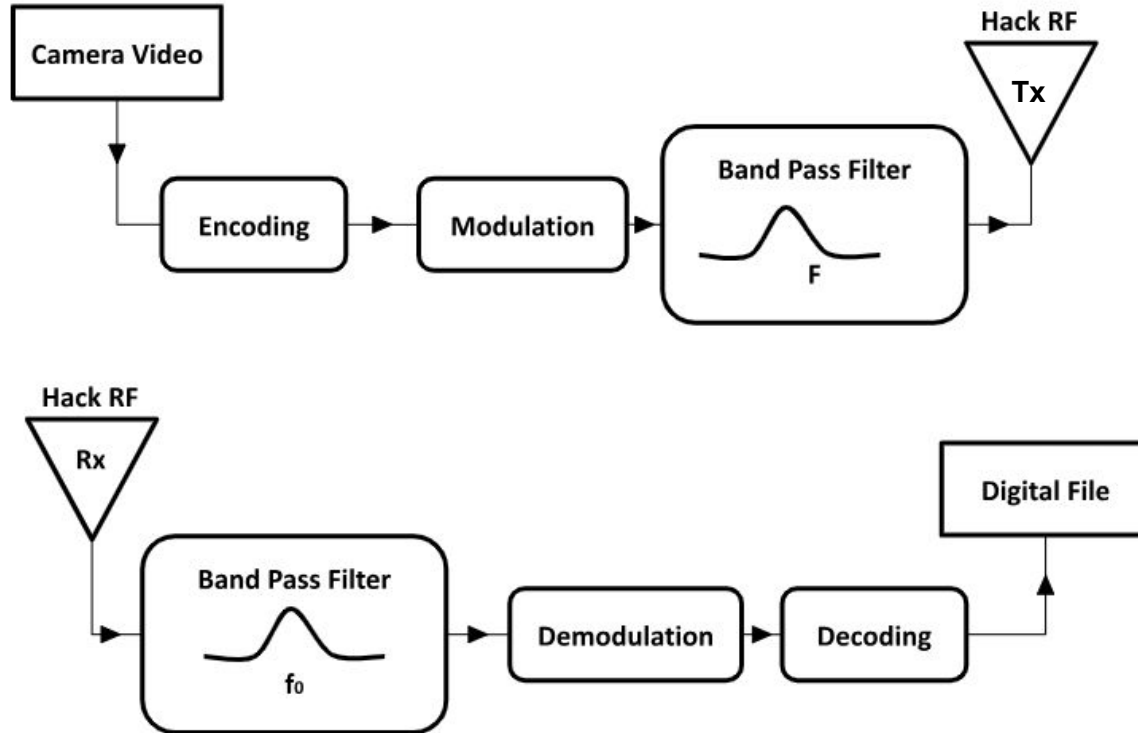 Hack RF
Camera Video
Tx
Band Pass Filter
Encoding
Modulation
F
Hack RF
Rx
Digital File
Band Pass Filter
Demodulation
Decoding
f₀